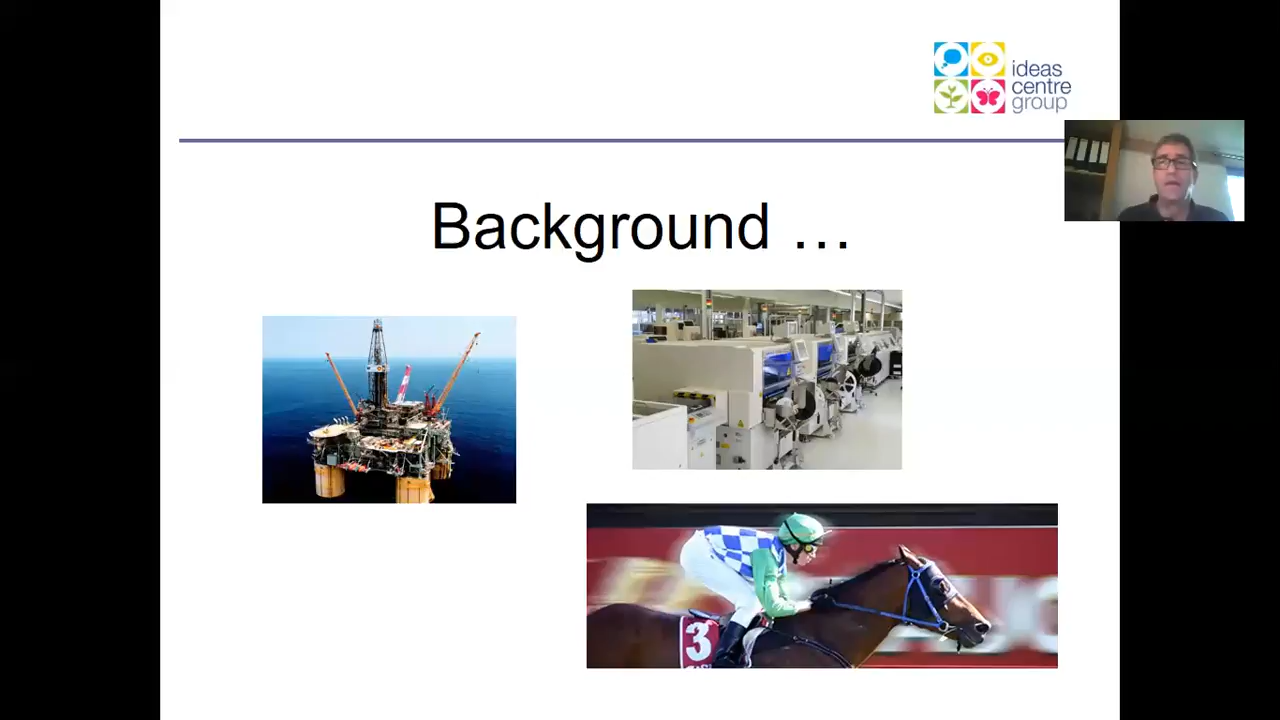 ideas
centre
group
Background …
3